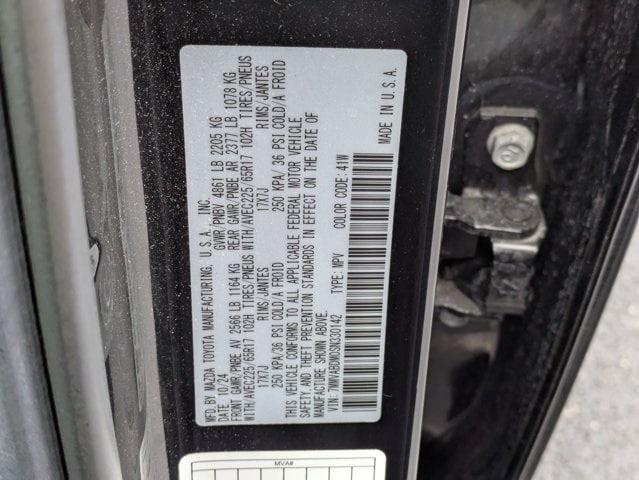 MFD. BY MAZDA TOYOTA MANUFACTURING, U.S.A., INC.
DATE: 10/24 GVWR/PNBV 4861 LB 2205 KG
FRONT GAWR/PNBE AV 2566 LB 1164 KG REAR GAWR/PNBE AR 2377 LB 1078 KG
WITH/AVEC225/65R17 102H TIRES/PNEUS WITH/AVEC225/65R17 102H TIRES/PNEUS
17X7J RIMS/JANTES 17X7J RIMS/JANTES
250 KPA/36 PSI COLD/A FROID 250 KPA/ 36 PSI COLD/A FROID
THIS VEHICLE CONFORMS TO ALL APPLICABLE FEDERAL MOTOR VEHICLE
SAFETY, AND THEFT PREVENTION STANDARDS IN EFFECT ON THE DATE OF
MANUFACTURE SHOWN ABOVE.
VIN: 7MMVABDM0SN330142 TYPE: MPV COLOR CODE: 41W
MADE IN U.S.A.
MVA#